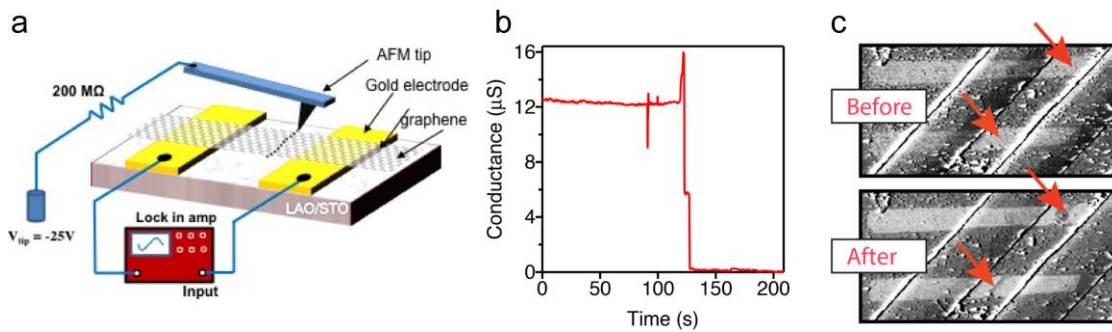 a
AFM tip
200 MΩ
Gold electrode
graphene
LAO/STO
Lock in amp
V_tip = -25V
Input
b
16
12
8
4
0
Conductance (μS)
0
50
100
150
200
Time (s)
c
Before
After